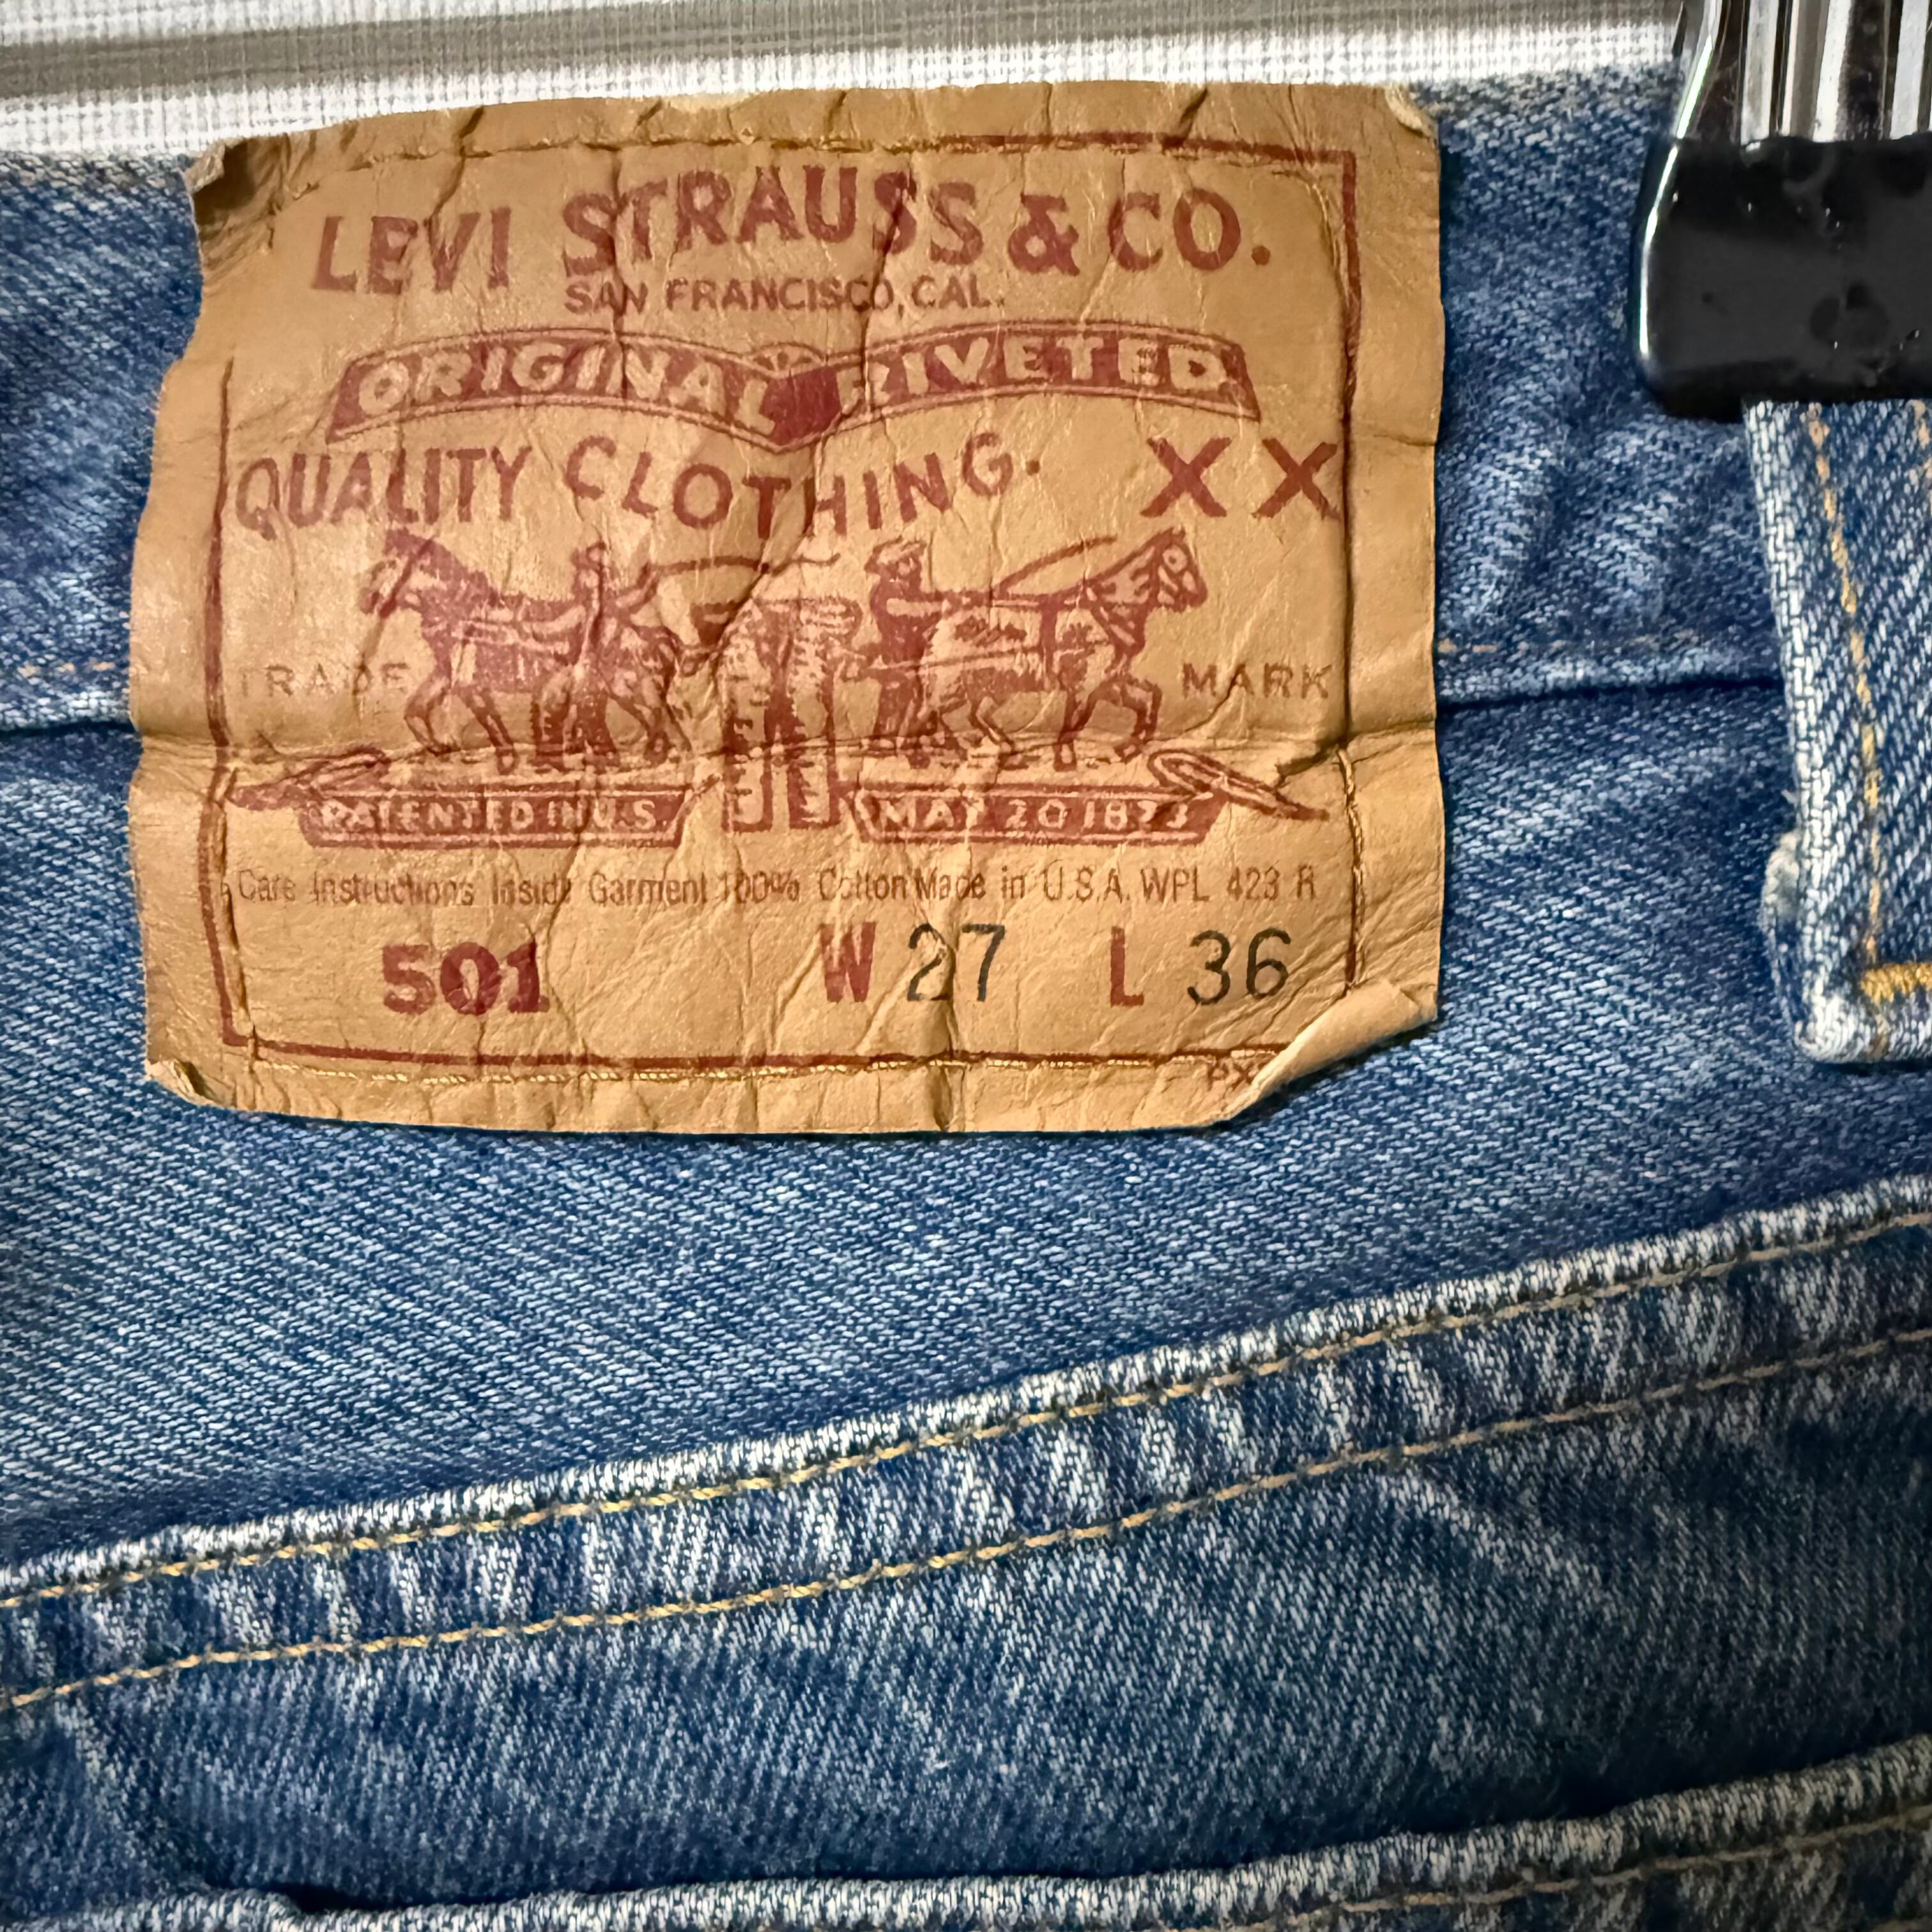 LEVI STRAUSS & CO.
SAN FRANCISCO, CAL.
ORIGINAL RIVETED
QUALITY CLOTHING. XX
TRADE MARK
PATENTED IN U.S. MAY 20 1873
Care Instructions Inside Garment 100% Cotton Made in U.S.A. WPL 423 R
501 W 27 L 36